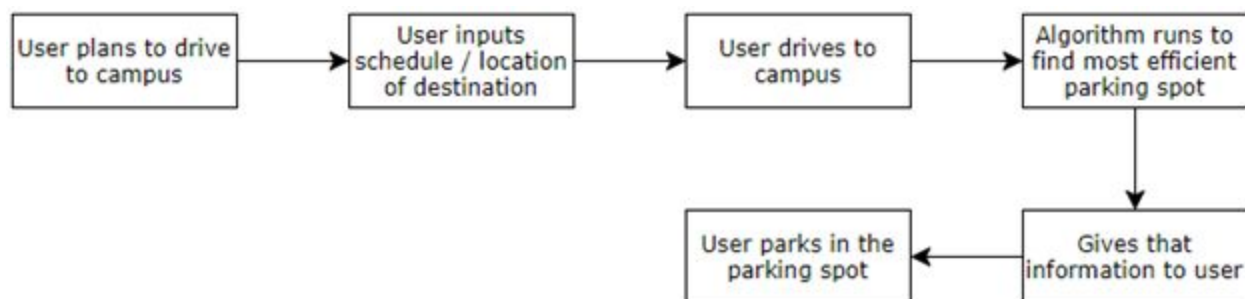 User plans to drive
to campus
User inputs
schedule / location
of destination
User drives to
campus
Algorithm runs to
find most efficient
parking spot
Gives that
information to user
User parks in the
parking spot